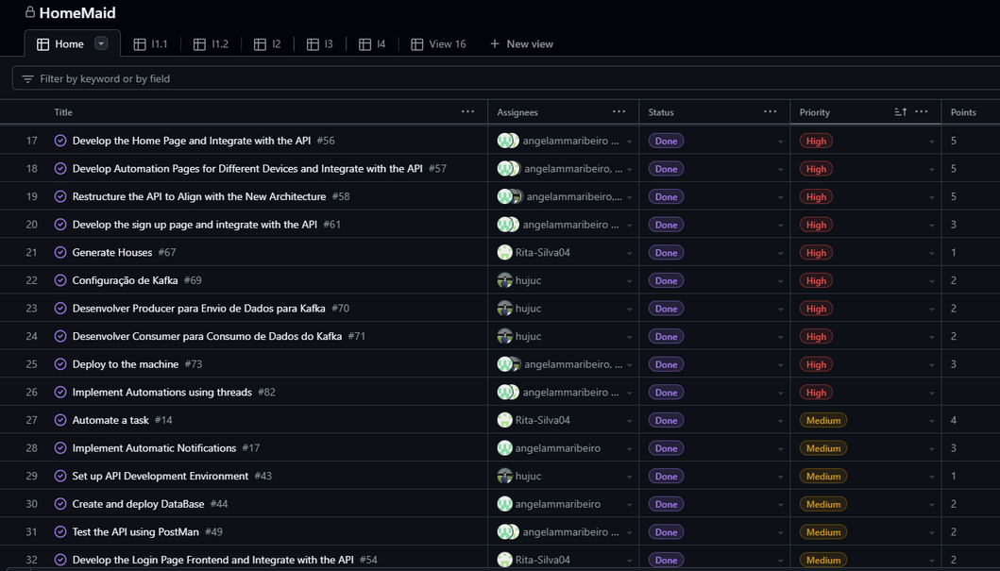 HomeMaid
Home I1.1 I1.2 I2 I3 I4 View 16 + New view
Filter by keyword or by field
Title Assignees Status Priority Points
17 Develop the Home Page and Integrate with the API #56 angelammaribeiro ... Done High 5
18 Develop Automation Pages for Different Devices and Integrate with the API #57 angelammaribeiro, ... Done High 5
19 Restructure the API to Align with the New Architecture #58 angelammaribeiro,... Done High 5
20 Develop the sign up page and integrate with the API #61 angelammaribeiro ... Done High 3
21 Generate Houses #67 Rita-Silva04 Done High 1
22 Configuração de Kafka #69 hujuc Done High 2
23 Desenvolver Producer para Envio de Dados para Kafka #70 hujuc Done High 2
24 Desenvolver Consumer para Consumo de Dados do Kafka #71 hujuc Done High 2
25 Deploy to the machine #73 angelammaribeiro, ... Done High 3
26 Implement Automations using threads #82 angelammaribeiro ... Done High
27 Automate a task #14 Rita-Silva04 Done Medium 4
28 Implement Automatic Notifications #17 angelammaribeiro Done Medium 3
29 Set up API Development Environment #43 hujuc Done Medium 1
30 Create and deploy DataBase #44 angelammaribeiro Done Medium 2
31 Test the API using PostMan #49 angelammaribeiro ... Done Medium 2
32 Develop the Login Page Frontend and Integrate with the API #54 Rita-Silva04 Done Medium 2